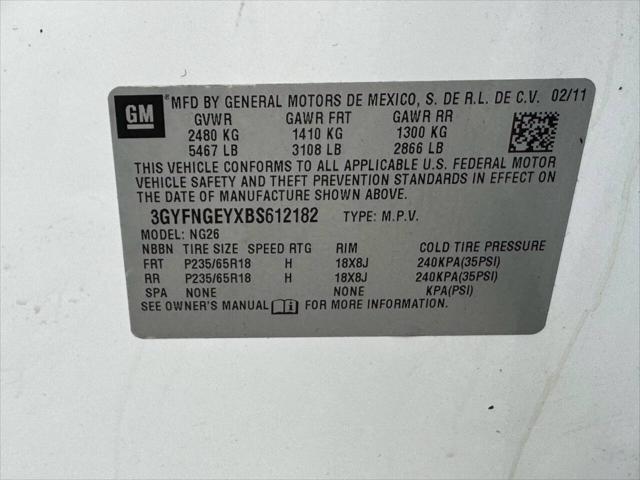 GM MFD BY GENERAL MOTORS DE MEXICO, S. DE R.L. DE C.V. 02/11
GVWR GAWR FRT GAWR RR
2480 KG 1410 KG 1300 KG
5467 LB 3108 LB 2866 LB
THIS VEHICLE CONFORMS TO ALL APPLICABLE U.S. FEDERAL MOTOR
VEHICLE SAFETY AND THEFT PREVENTION STANDARDS IN EFFECT ON
THE DATE OF MANUFACTURE SHOWN ABOVE.
3GYFNGEYXBS612182 TYPE: M.P.V.
MODEL: NG26
NBBN TIRE SIZE SPEED RTG RIM COLD TIRE PRESSURE
FRT P235/65R18 H 18X8J 240KPA(35PSI)
RR P235/65R18 H 18X8J 240KPA(35PSI)
SPA NONE NONE KPA(PSI)
SEE OWNER'S MANUAL FOR MORE INFORMATION.